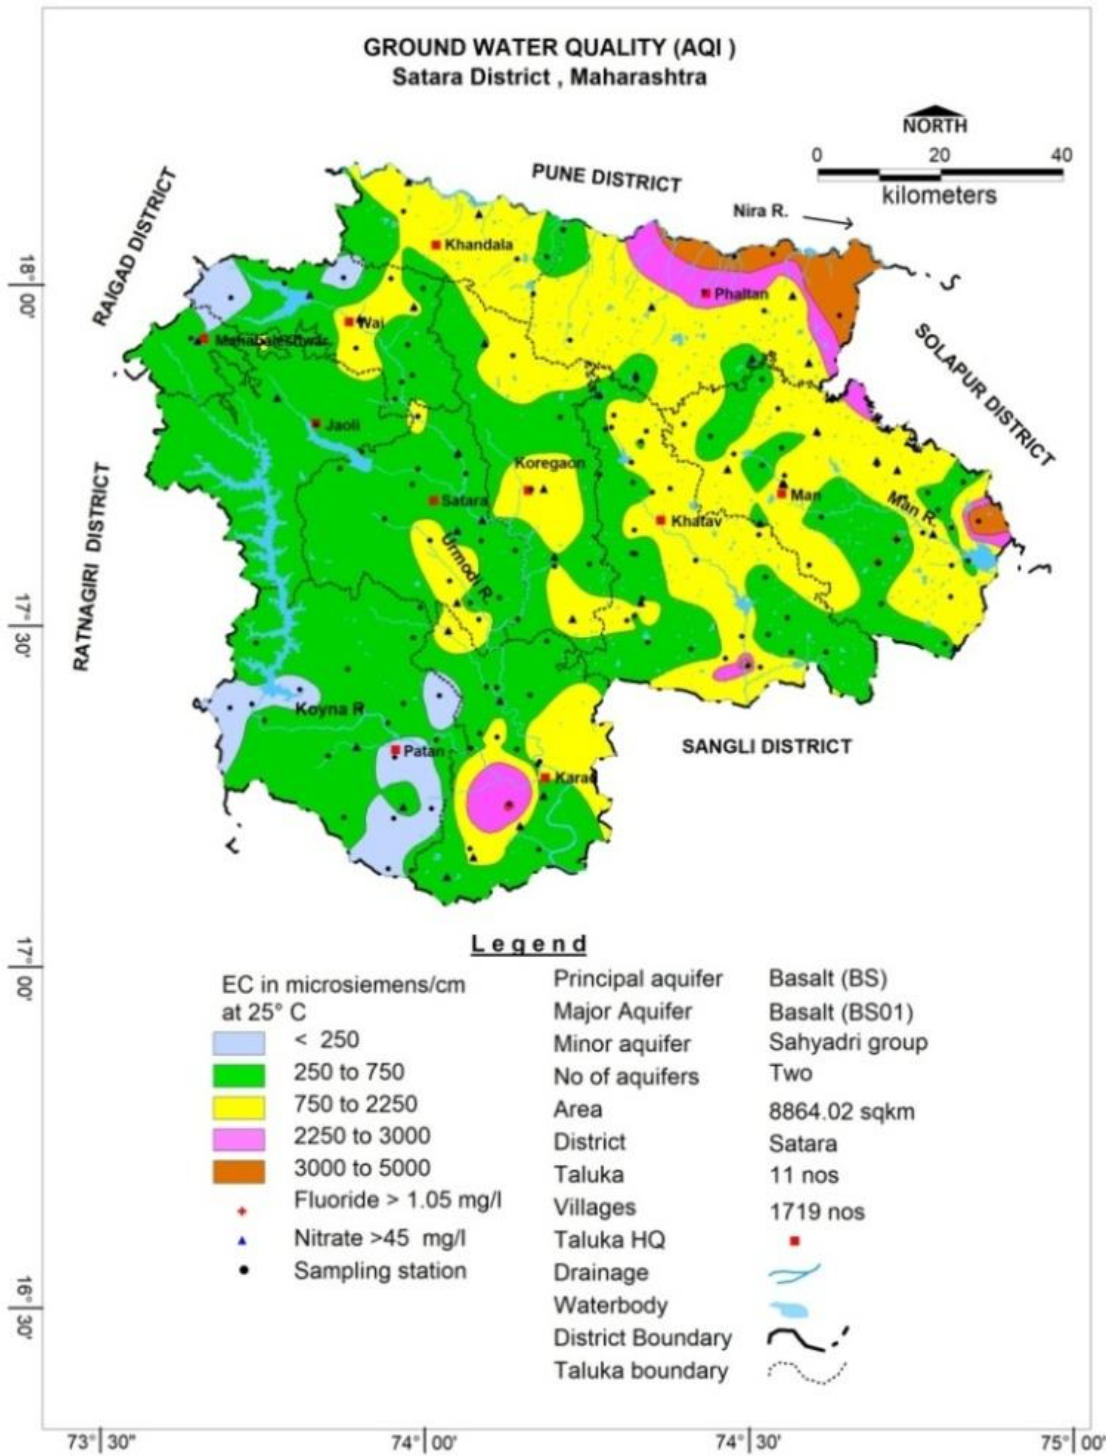 GROUND WATER QUALITY (AQI )
Satara District , Maharashtra
NORTH
0 20 40
kilometers
PUNE DISTRICT
Nira R.
RAIGAD DISTRICT
Khandala
Phaltan
SOLAPUR DISTRICT
Wai
Mahabaleshwar
Jaoli
Koregaon
Satara
Khatav
Man
Man R.
Urmodi R.
RATNAGIRI DISTRICT
Koyna R
Patan
Karad
SANGLI DISTRICT
18° 00'
17° 30'
17° 00'
16° 30'
Legend
EC in microsiemens/cm
at 25° C
< 250
250 to 750
750 to 2250
2250 to 3000
3000 to 5000
Fluoride > 1.05 mg/l
Nitrate >45 mg/l
Sampling station
Principal aquifer Basalt (BS)
Major Aquifer Basalt (BS01)
Minor aquifer Sahyadri group
No of aquifers Two
Area 8864.02 sqkm
District Satara
Taluka 11 nos
Villages 1719 nos
Taluka HQ
Drainage
Waterbody
District Boundary
Taluka boundary
73° 30" 74° 00' 74° 30' 75° 00'